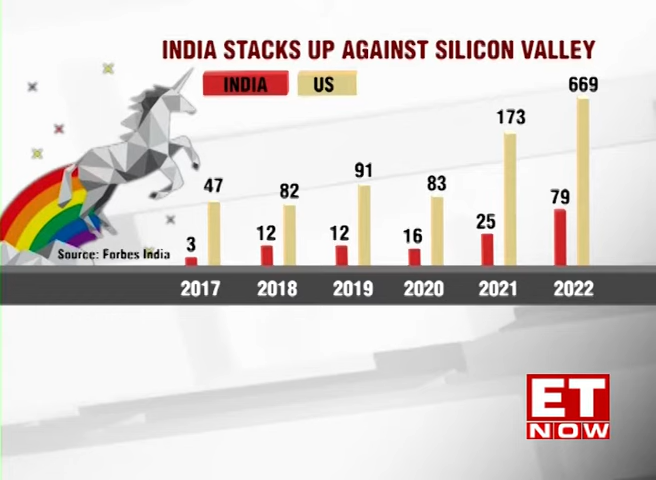 INDIA STACKS UP AGAINST SILICON VALLEY
INDIA US
669
173
47 82 91 83
79
3 12 12 16 25
Source: Forbes India
2017 2018 2019 2020 2021 2022
ET
NOW